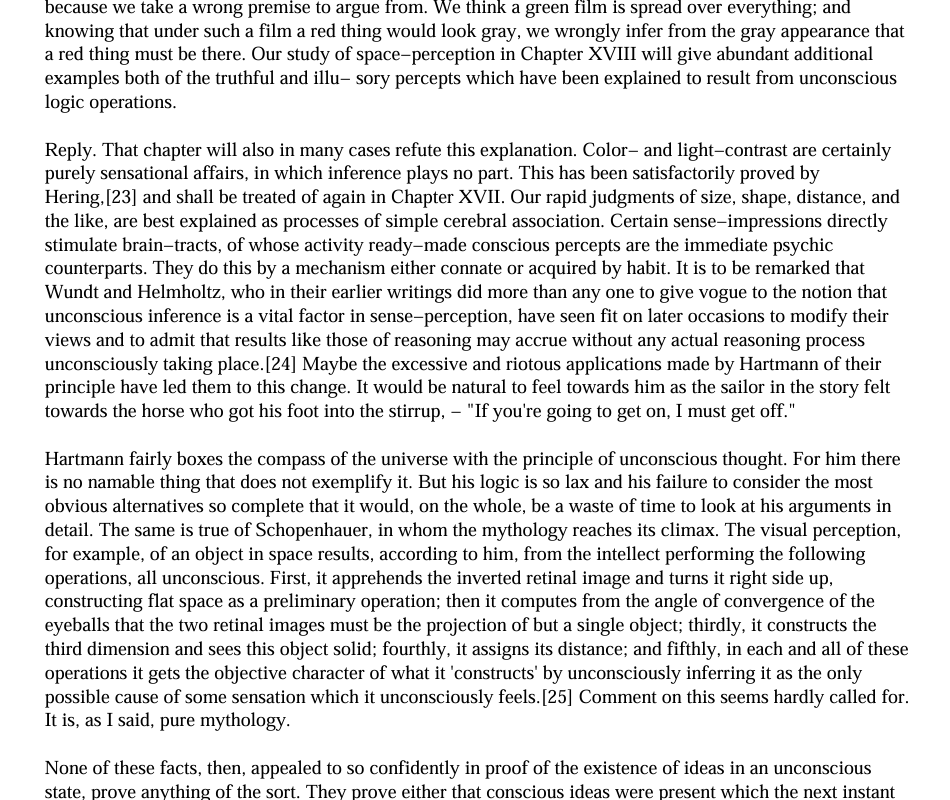 because we take a wrong premise to argue from. We think a green film is spread over everything; and
knowing that under such a film a red thing would look gray, we wrongly infer from the gray appearance that
a red thing must be there. Our study of space−perception in Chapter XVIII will give abundant additional
examples both of the truthful and illu− sory percepts which have been explained to result from unconscious
logic operations.
Reply. That chapter will also in many cases refute this explanation. Color− and light−contrast are certainly
purely sensational affairs, in which inference plays no part. This has been satisfactorily proved by
Hering,[23] and shall be treated of again in Chapter XVII. Our rapid judgments of size, shape, distance, and
the like, are best explained as processes of simple cerebral association. Certain sense−impressions directly
stimulate brain−tracts, of whose activity ready−made conscious percepts are the immediate psychic
counterparts. They do this by a mechanism either connate or acquired by habit. It is to be remarked that
Wundt and Helmholtz, who in their earlier writings did more than any one to give vogue to the notion that
unconscious inference is a vital factor in sense−perception, have seen fit on later occasions to modify their
views and to admit that results like those of reasoning may accrue without any actual reasoning process
unconsciously taking place.[24] Maybe the excessive and riotous applications made by Hartmann of their
principle have led them to this change. It would be natural to feel towards him as the sailor in the story felt
towards the horse who got his foot into the stirrup, − "If you're going to get on, I must get off."
Hartmann fairly boxes the compass of the universe with the principle of unconscious thought. For him there
is no namable thing that does not exemplify it. But his logic is so lax and his failure to consider the most
obvious alternatives so complete that it would, on the whole, be a waste of time to look at his arguments in
detail. The same is true of Schopenhauer, in whom the mythology reaches its climax. The visual perception,
for example, of an object in space results, according to him, from the intellect performing the following
operations, all unconscious. First, it apprehends the inverted retinal image and turns it right side up,
constructing flat space as a preliminary operation; then it computes from the angle of convergence of the
eyeballs that the two retinal images must be the projection of but a single object; thirdly, it constructs the
third dimension and sees this object solid; fourthly, it assigns its distance; and fifthly, in each and all of these
operations it gets the objective character of what it 'constructs' by unconsciously inferring it as the only
possible cause of some sensation which it unconsciously feels.[25] Comment on this seems hardly called for.
It is, as I said, pure mythology.
None of these facts, then, appealed to so confidently in proof of the existence of ideas in an unconscious
state, prove anything of the sort. They prove either that conscious ideas were present which the next instant